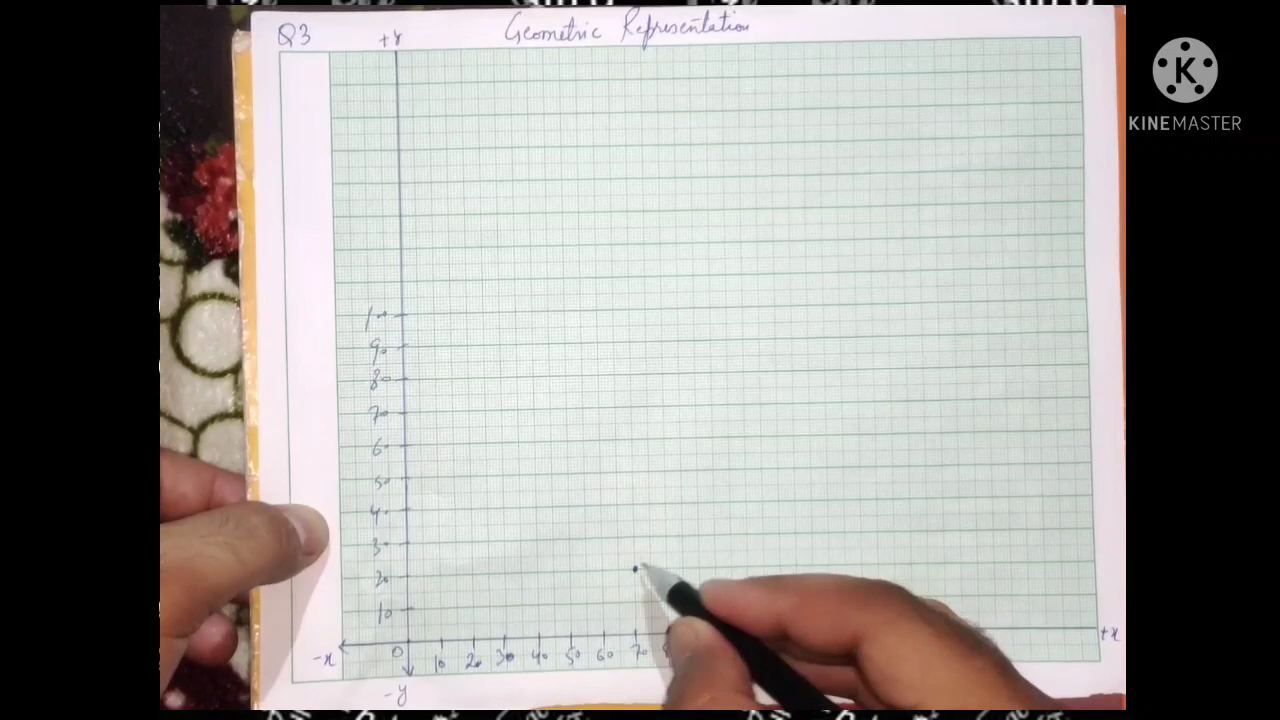 Q3 Geometric Representation
+Y
KINEMASTER
100
90
80
70
60
50
40
30
20
10
0 10 20 30 40 50 60 70
-x
+x
-y